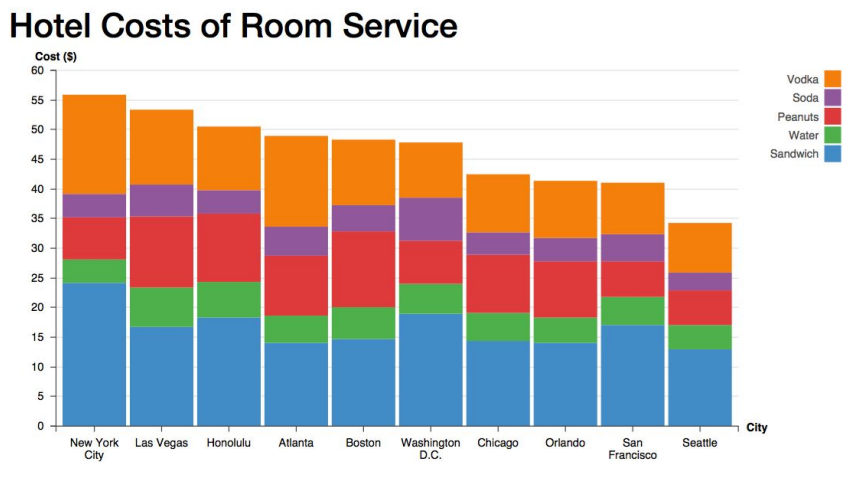 Hotel Costs of Room Service
Cost ($)
60
55
50
45
40
35
30
25
20
15
10
5
0
Vodka
Soda
Peanuts
Water
Sandwich
New York
City
Las Vegas
Honolulu
Atlanta
Boston
Washington
D.C.
Chicago
Orlando
San
Francisco
Seattle
City